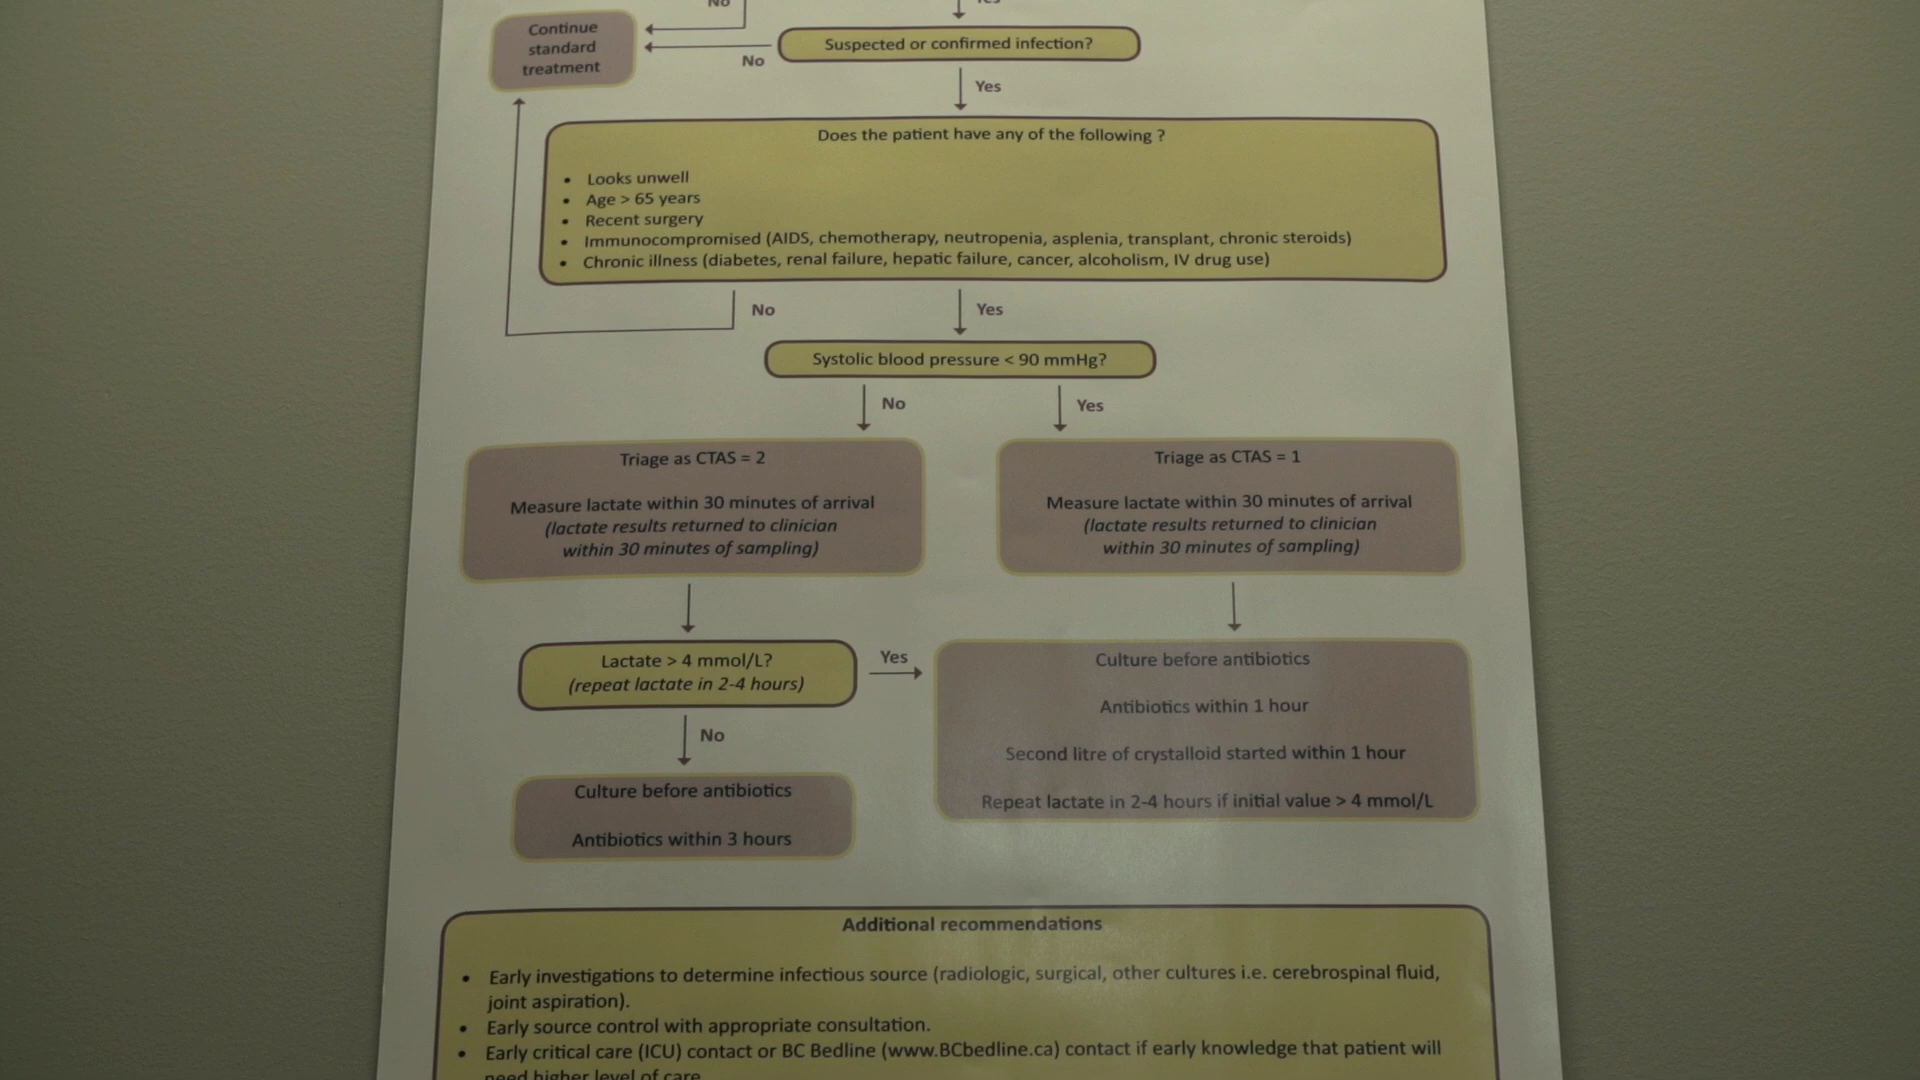 No
Yes
Continue
standard
treatment
Suspected or confirmed infection?
No
Yes
Does the patient have any of the following ?
• Looks unwell
• Age > 65 years
• Recent surgery
• Immunocompromised (AIDS, chemotherapy, neutropenia, asplenia, transplant, chronic steroids)
• Chronic illness (diabetes, renal failure, hepatic failure, cancer, alcoholism, IV drug use)
No
Yes
Systolic blood pressure < 90 mmHg?
No
Yes
Triage as CTAS = 2
Measure lactate within 30 minutes of arrival
(lactate results returned to clinician
within 30 minutes of sampling)
Triage as CTAS = 1
Measure lactate within 30 minutes of arrival
(lactate results returned to clinician
within 30 minutes of sampling)
Lactate > 4 mmol/L?
(repeat lactate in 2-4 hours)
Yes
No
Culture before antibiotics
Antibiotics within 1 hour
Second litre of crystalloid started within 1 hour
Repeat lactate in 2-4 hours if initial value > 4 mmol/L
Culture before antibiotics
Antibiotics within 3 hours
Additional recommendations
• Early investigations to determine infectious source (radiologic, surgical, other cultures i.e. cerebrospinal fluid,
joint aspiration).
• Early source control with appropriate consultation.
• Early critical care (ICU) contact or BC Bedline (www.BCbedline.ca) contact if early knowledge that patient will
need higher level of care